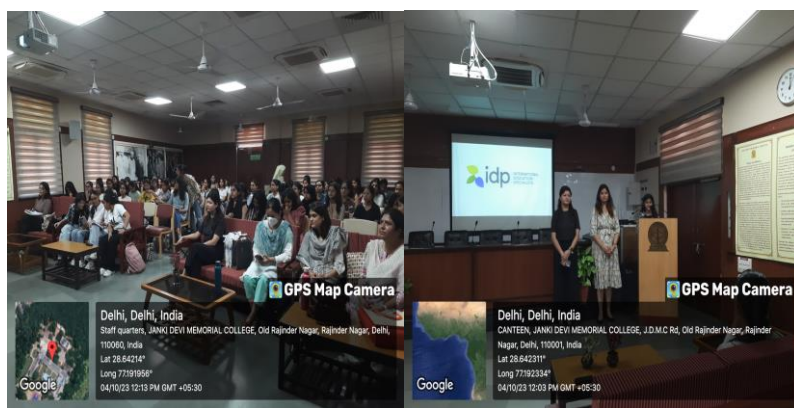 GPS Map Camera
Delhi, Delhi, India
Staff quarters, JANKI DEVI MEMORIAL COLLEGE, Old Rajinder Nagar, Rajinder Nagar, Delhi,
110060, India
Lat 28.64214°
Long 77.191956°
04/10/23 12:13 PM GMT +05:30
Google
idp
GPS Map Camera
Delhi, Delhi, India
CANTEEN, JANKI DEVI MEMORIAL COLLEGE, J.D.M.C Rd, Old Rajinder Nagar, Rajinder
Nagar, Delhi, 110001, India
Lat 28.642311°
Long 77.192334°
04/10/23 12:03 PM GMT +05:30
Google